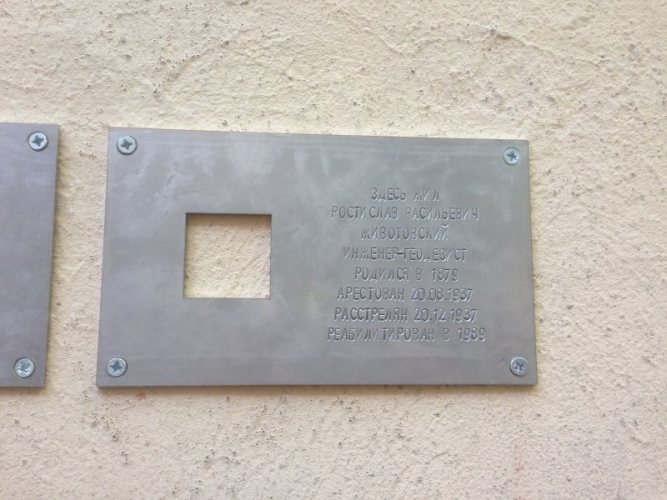 ЗДЕСЬ ЖИЛ
РОСТИСЛАВ ВАСИЛЬЕВИЧ
ЖИВОТОВСКИЙ
ИНЖЕНЕР-ГЕОДЕЗИСТ
РОДИЛСЯ В 1879
АРЕСТОВАН 20.08.1937
РАССТРЕЛЯН 20.12.1937
РЕАБИЛИТИРОВАН В 1989